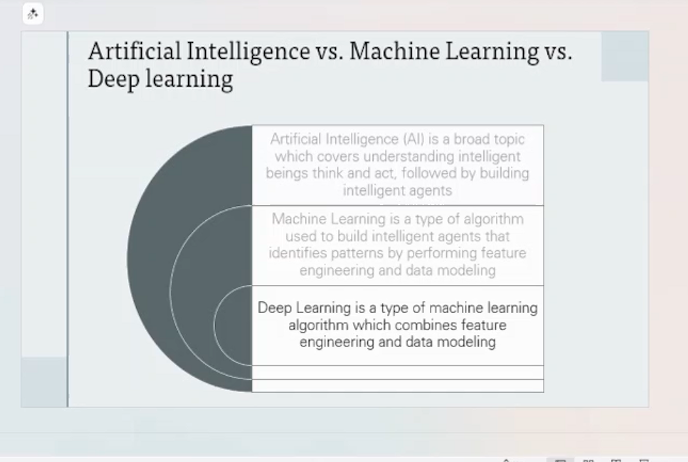 Artificial Intelligence vs. Machine Learning vs.
Deep learning
Artificial Intelligence (AI) is a broad topic
which covers understanding intelligent
beings think and act, followed by building
intelligent agents
Machine Learning is a type of algorithm
used to build intelligent agents that
identifies patterns by performing feature
engineering and data modeling
Deep Learning is a type of machine learning
algorithm which combines feature
engineering and data modeling